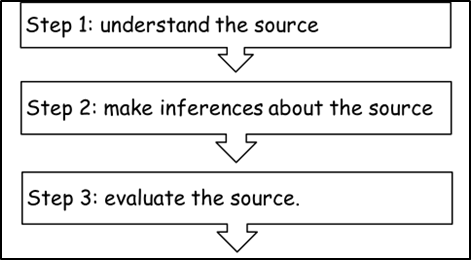 Step 1: understand the source
Step 2: make inferences about the source
Step 3: evaluate the source.